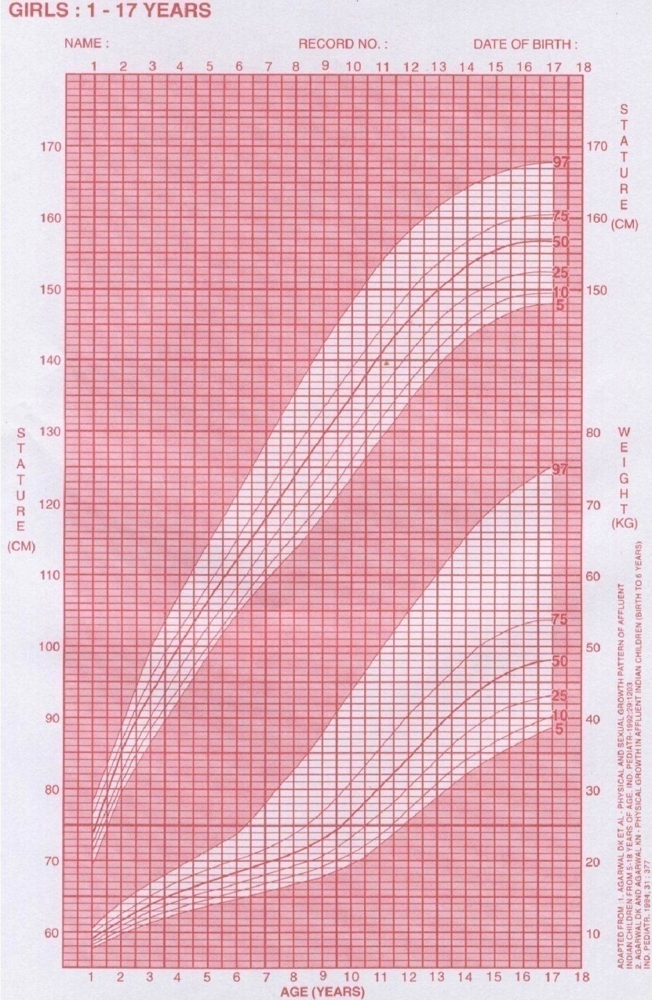 GIRLS : 1 - 17 YEARS
NAME :
RECORD NO. :
DATE OF BIRTH :
1 2 3 4 5 6 7 8 9 10 11 12 13 14 15 16 17 18
STATURE
(CM)
170
160
150
97
75
50
25
10
5
170
160
150
140
130
120
110
100
90
80
70
60
STATURE
(CM)
80
70
60
50
40
30
20
10
WEIGHT
(KG)
97
75
50
25
10
5
1 2 3 4 5 6 7 8 9 10 11 12 13 14 15 16 17 18
AGE (YEARS)
ADAPTED FROM :1. AGARWAL DK ET AL - PHYSICAL AND SEXUAL GROWTH PATTERN OF AFFLUENT
INDIAN CHILDREN FROM 5-18 YEARS OF AGE. IND. PEDIATR-1992;29:1203
2. AGARWAL DK AND AGARWAL KN - PHYSICAL GROWTH IN AFFLUENT INDIAN CHILDREN (BIRTH TO 6 YEARS)
IND. PEDIATR. 1994; 31 : 377